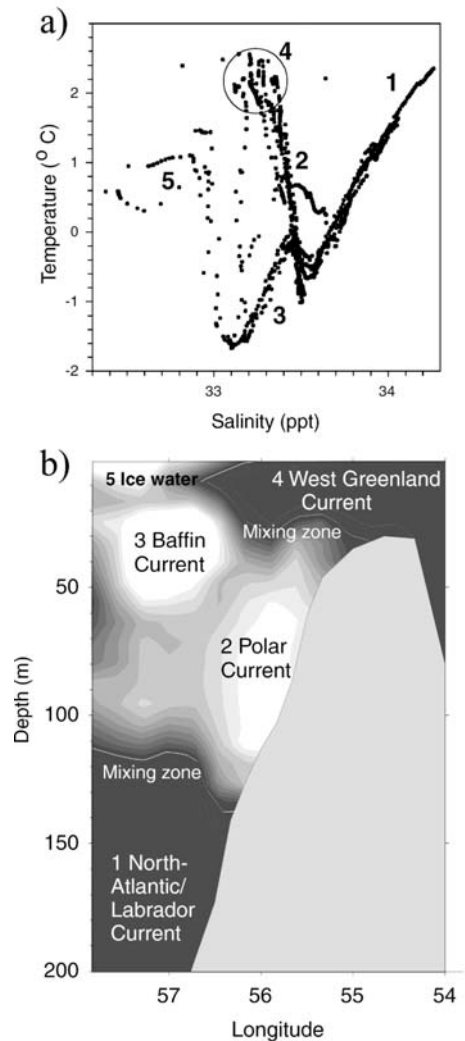 a)
4
1
2
5
3
2
1
0
-1
-2
Temperature (° C)
33
34
Salinity (ppt)
b)
5 Ice water
4 West Greenland
Current
3 Baffin
Current
Mixing zone
2 Polar
Current
Mixing zone
1 North-
Atlantic/
Labrador
Current
50
100
150
200
Depth (m)
57
56
55
54
Longitude